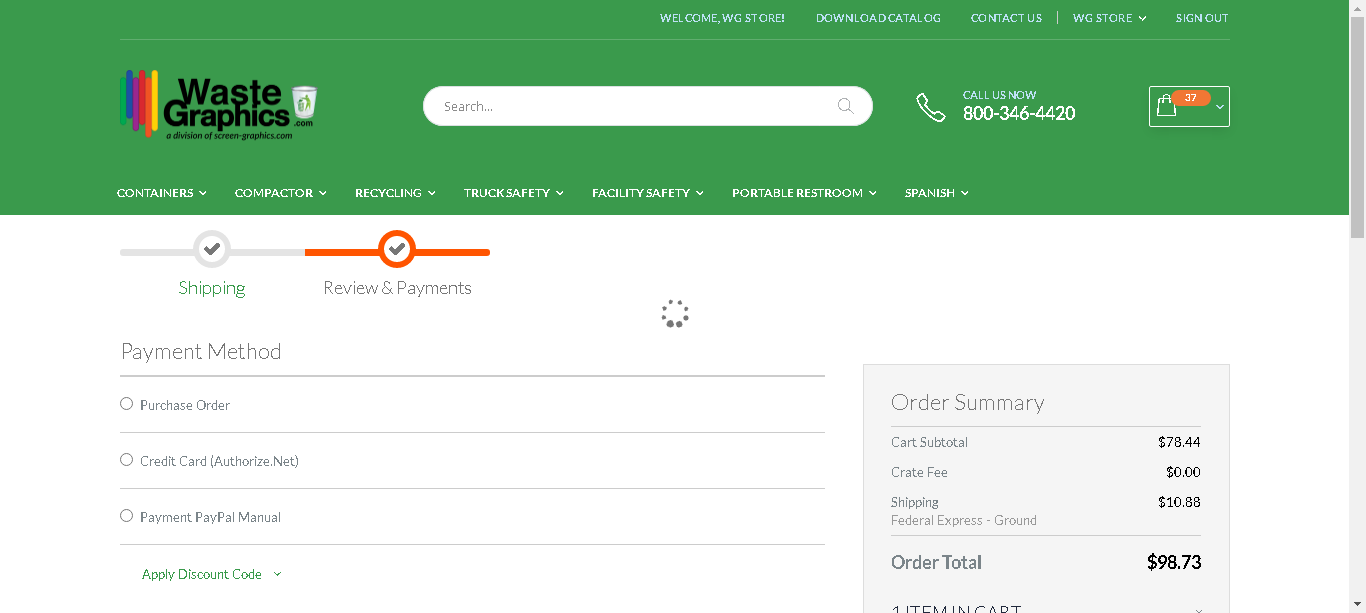 WELCOME, WG STORE!
DOWNLOAD CATALOG
CONTACT US
WG STORE
SIGN OUT
Waste
Graphics
.com
a division of screen-graphics.com
Search...
CALL US NOW
800-346-4420
37
CONTAINERS
COMPACTOR
RECYCLING
TRUCK SAFETY
FACILITY SAFETY
PORTABLE RESTROOM
SPANISH
Shipping
Review & Payments
Payment Method
Purchase Order
Credit Card (Authorize.Net)
Payment PayPal Manual
Apply Discount Code
Order Summary
Cart Subtotal $78.44
Crate Fee $0.00
Shipping $10.88
Federal Express - Ground
Order Total $98.73
1 ITEM IN CART